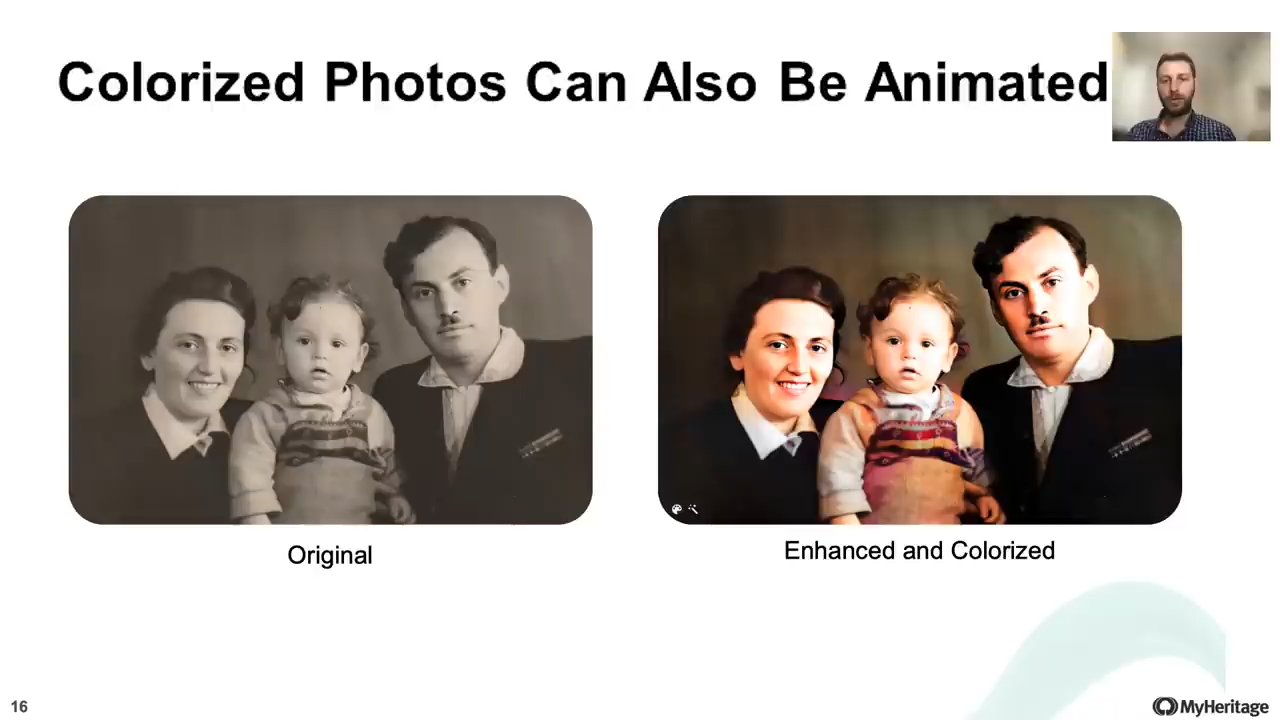 Colorized Photos Can Also Be Animated
Original
Enhanced and Colorized
16
MyHeritage